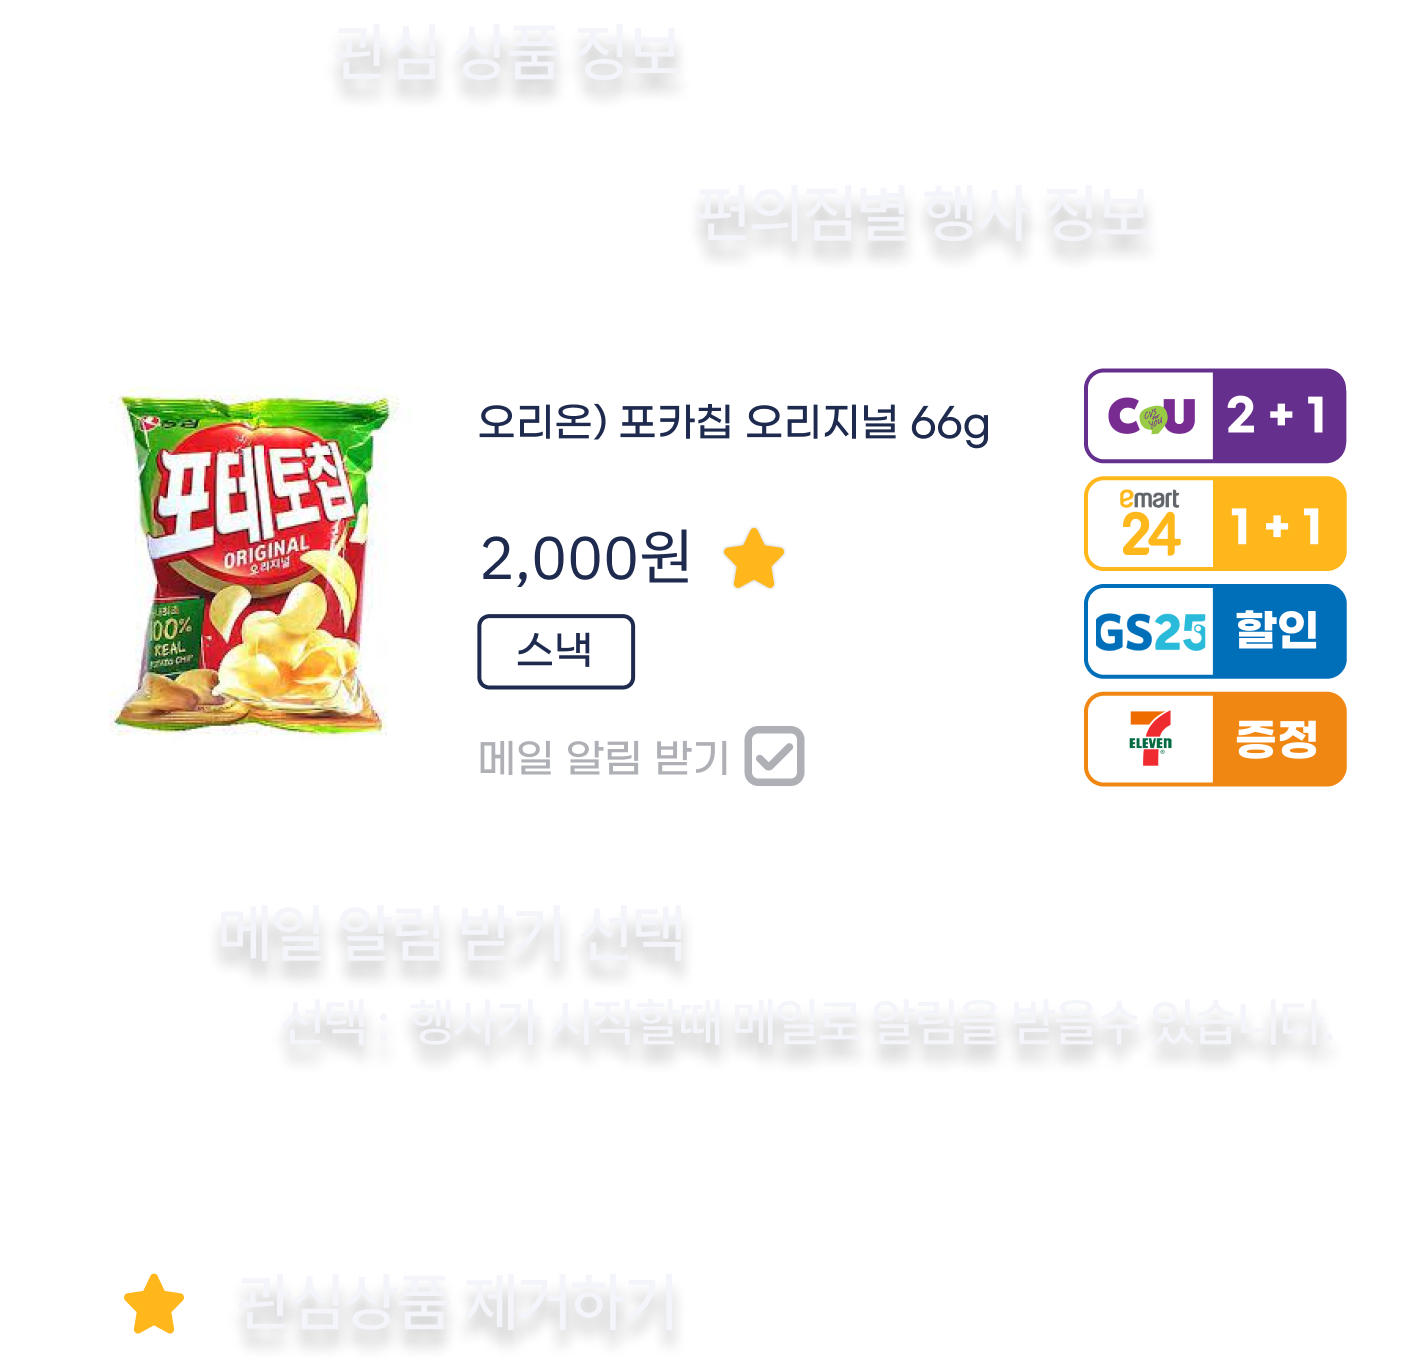 관심 상품 정보
편의점별 행사 정보
농심
포테토칩
ORIGINAL
오리지널
100%
REAL
POTATO CHIP
오리온) 포카칩 오리지널 66g
2,000원
스낵
메일 알림 받기
CU 2 + 1
emart
24 1 + 1
GS25 할인
7
ELEVEn 증정
메일 알림 받기 선택
선택 : 행사가 시작할때 메일로 알림을 받을수 있습니다.
관심상품 제거하기